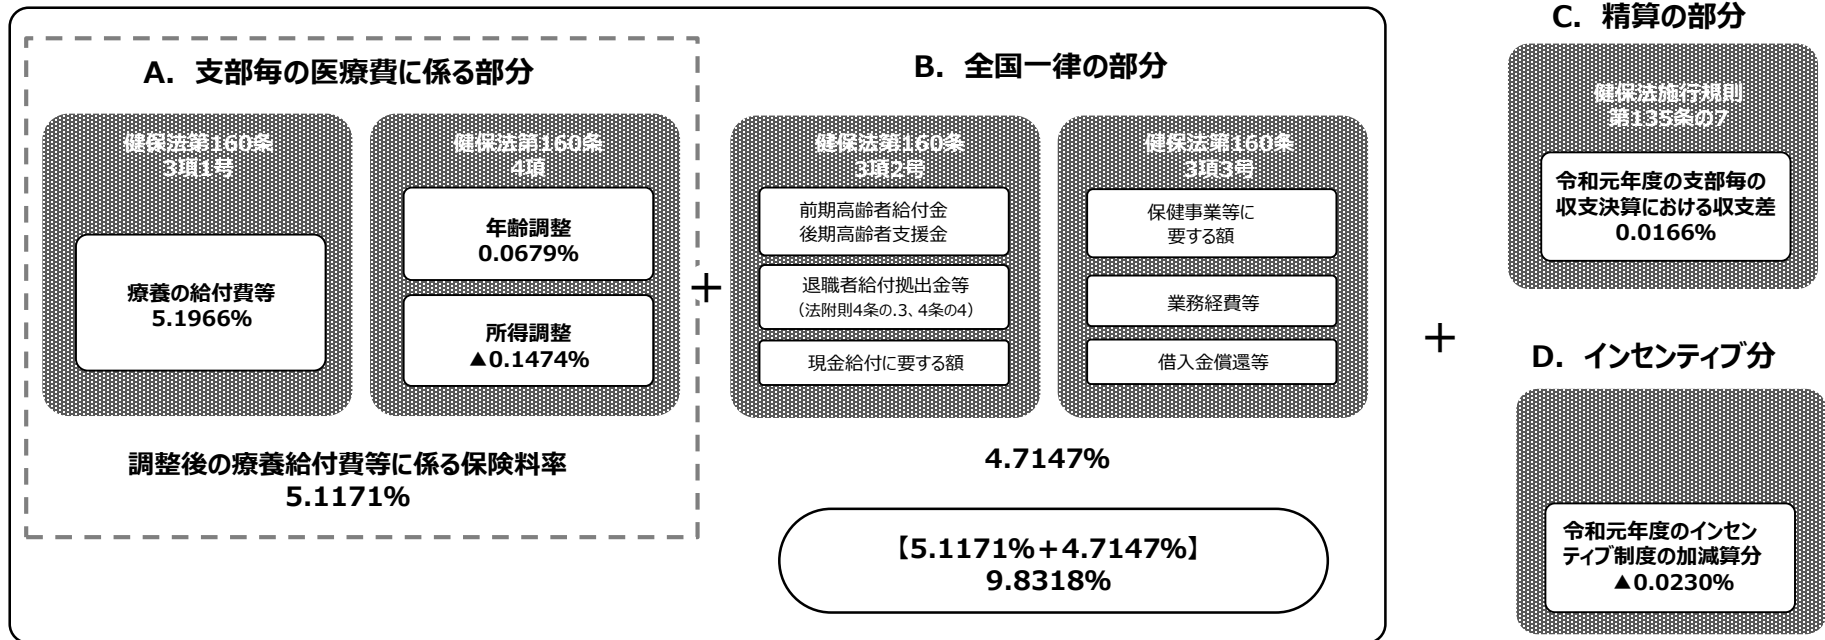 A. 支部毎の医療費に係る部分
健保法第160条
3項1号
療養の給付費等
5.1966%
健保法第160条
4項
年齢調整
0.0679%
所得調整
▲0.1474%
調整後の療養給付費等に係る保険料率
5.1171%
+
B. 全国一律の部分
健保法第160条
3項2号
前期高齢者給付金
後期高齢者支援金
退職者給付拠出金等
(法附則4条の.3、4条の4)
現金給付に要する額
健保法第160条
3項3号
保健事業等に
要する額
業務経費等
借入金償還等
4.7147%
【5.1171%+4.7147%】
9.8318%
+
C. 精算の部分
健保法施行規則
第135条の7
令和元年度の支部毎の
収支決算における収支差
0.0166%
D. インセンティブ分
令和元年度のインセン
ティブ制度の加減算分
▲0.0230%